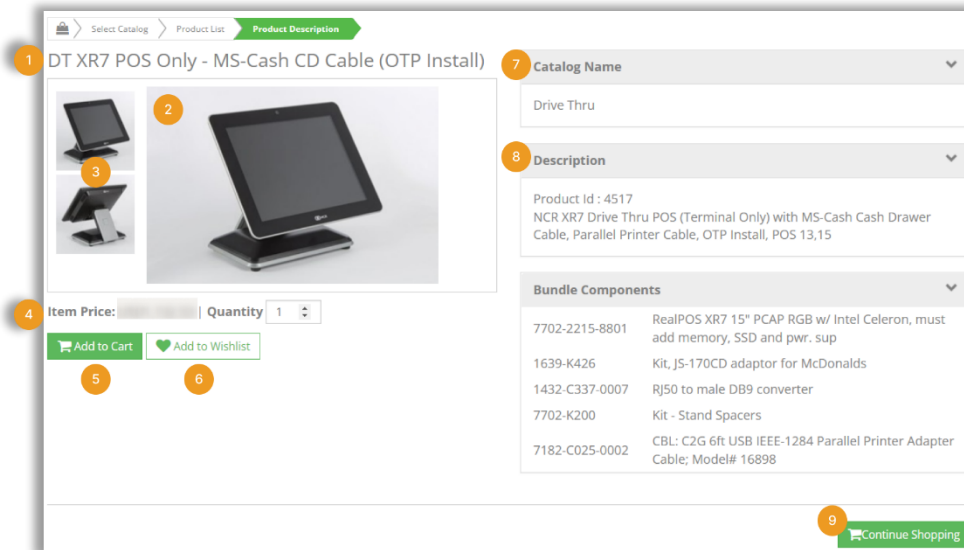 Select Catalog
Product List
Product Description
1
DT XR7 POS Only - MS-Cash CD Cable (OTP Install)
2
3
4
Item Price:
| Quantity 1
Add to Cart
Add to Wishlist
5
6
7
Catalog Name
Drive Thru
8
Description
Product Id : 4517
NCR XR7 Drive Thru POS (Terminal Only) with MS-Cash Cash Drawer
Cable, Parallel Printer Cable, OTP Install, POS 13,15
Bundle Components
7702-2215-8801 RealPOS XR7 15" PCAP RGB w/ Intel Celeron, must
add memory, SSD and pwr. sup
1639-K426 Kit, JS-170CD adaptor for McDonalds
1432-C337-0007 RJ50 to male DB9 converter
7702-K200 Kit - Stand Spacers
7182-C025-0002 CBL: C2G 6ft USB IEEE-1284 Parallel Printer Adapter
Cable; Model# 16898
9
Continue Shopping